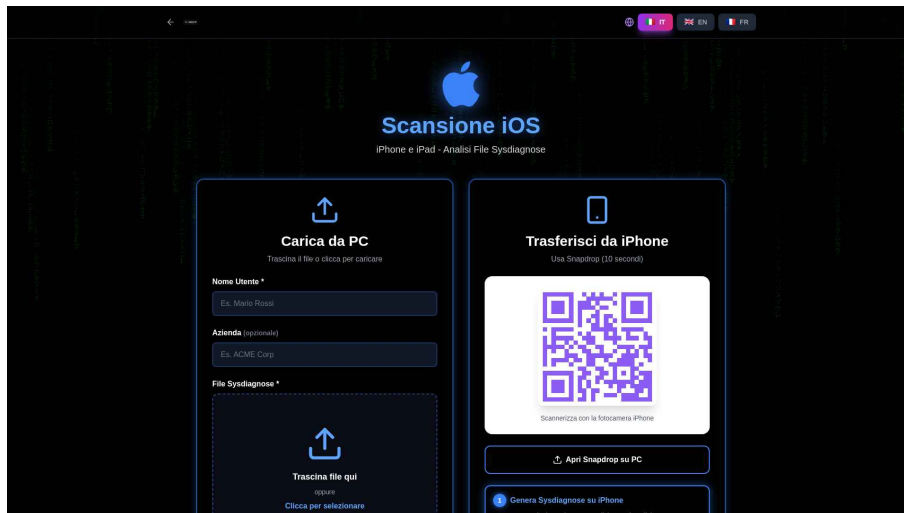 IT
EN
FR
Scansione iOS
iPhone e iPad - Analisi File Sysdiagnose
Carica da PC
Trascina il file o clicca per caricare
Nome Utente *
Es. Mario Rossi
Azienda (opzionale)
Es. ACME Corp
File Sysdiagnose *
Trascina file qui
oppure
Clicca per selezionare
Trasferisci da iPhone
Usa Snapdrop (10 secondi)
Scannerizza con la fotocamera iPhone
Apri Snapdrop su PC
1 Genera Sysdiagnose su iPhone